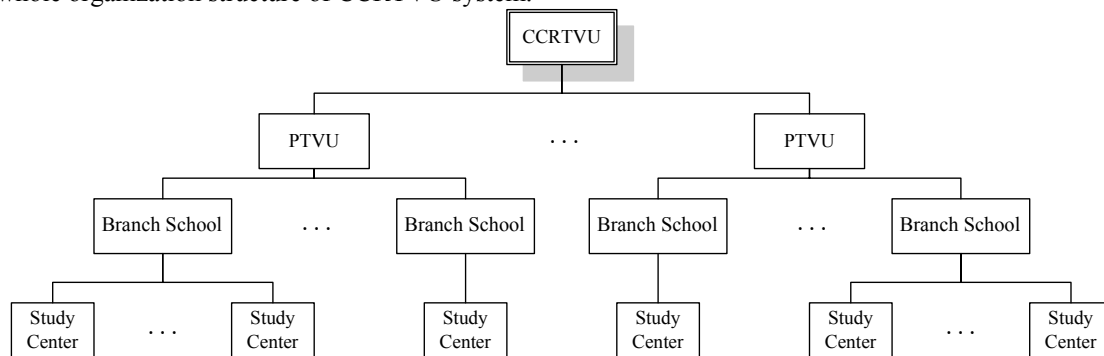 whole organization structure of CCRTVU system.
CCRTVU
PTVU . . . PTVU
Branch School . . . Branch School Branch School . . . Branch School
Study . . . Study Study Study Study . . . Study
Center Center Center Center Center Center